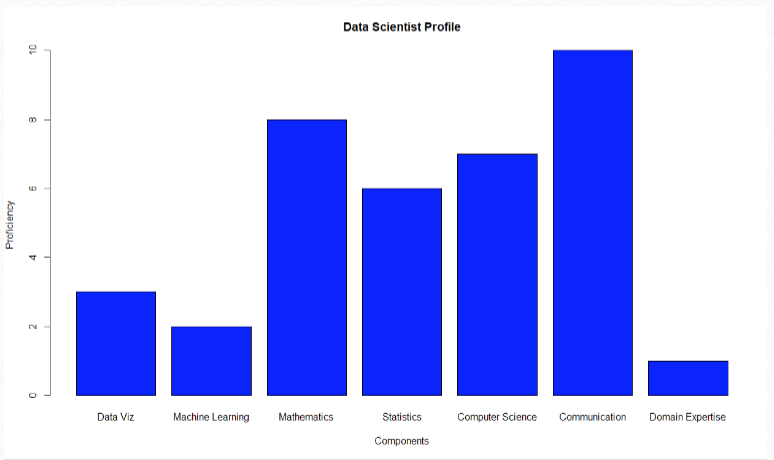 Data Scientist Profile
10
8
6
4
2
0
Proficiency
Data Viz
Machine Learning
Mathematics
Statistics
Computer Science
Communication
Domain Expertise
Components